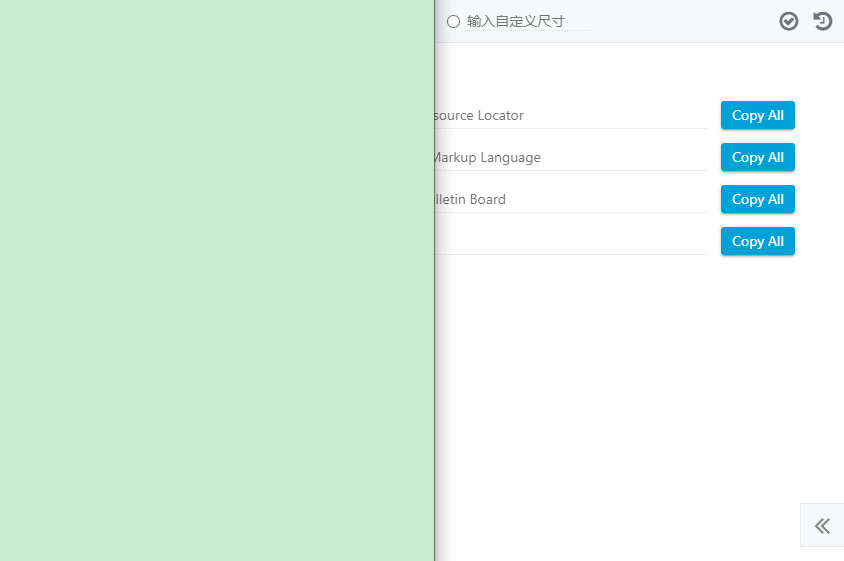 输入自定义尺寸
source Locator
Copy All
Markup Language
Copy All
lletin Board
Copy All
Copy All